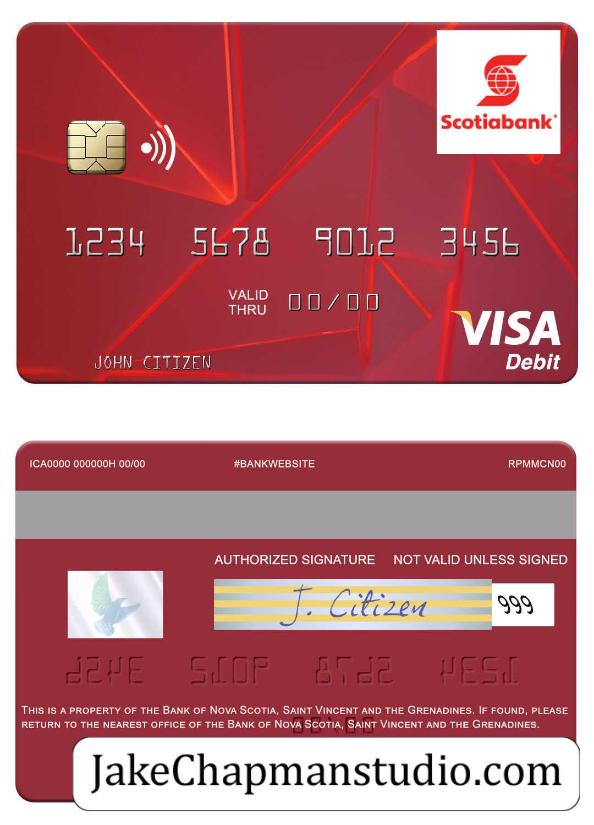 Scotiabank*
1234 5678 9012 3456
VALID THRU 00/00
VISA
Debit
JOHN CITIZEN
ICA0000 000000H 00/00 #BANKWEBSITE RPMMCN00
AUTHORIZED SIGNATURE NOT VALID UNLESS SIGNED
J. Citizen 999
THIS IS A PROPERTY OF THE BANK OF NOVA SCOTIA, SAINT VINCENT AND THE GRENADINES. IF FOUND, PLEASE
RETURN TO THE NEAREST OFFICE OF THE BANK OF NOVA SCOTIA, SAINT VINCENT AND THE GRENADINES.
JakeChapmanstudio.com